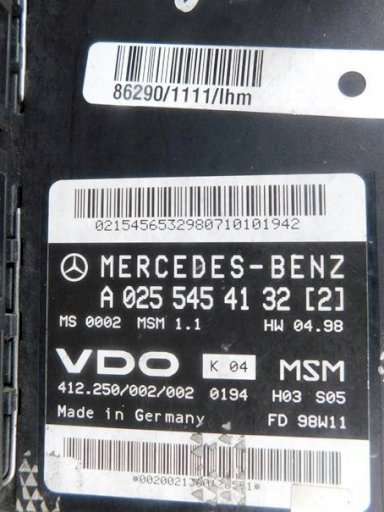 86290/1111/lhm
0215456532980710101942
MERCEDES-BENZ
A 025 545 41 32 [2]
MS 0002 MSM 1.1 HW 04.98
VDO K 04 MSM
412.250/002/002 0194 H03 S05
Made in Germany FD 98W11